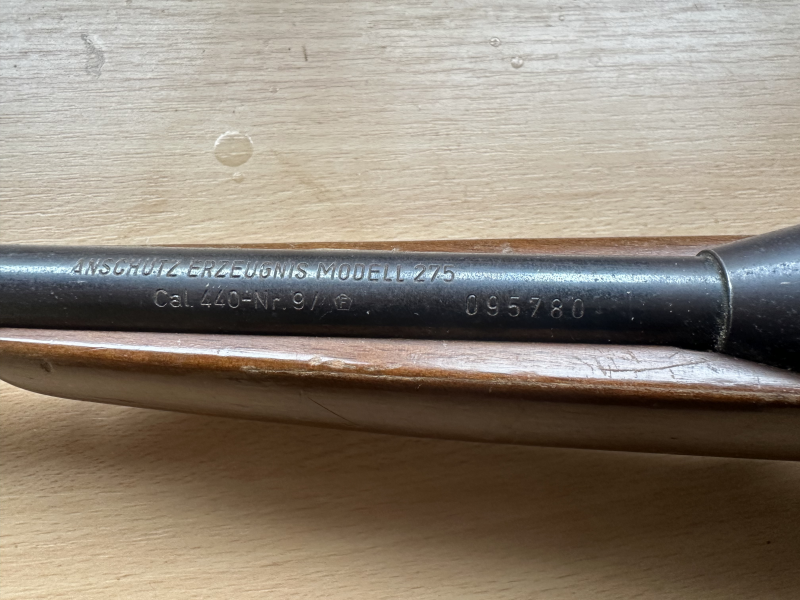 ANSCHÜTZ ERZEUGNIS MODELL 275
Cal. 440-Nr. 9/ F
095780